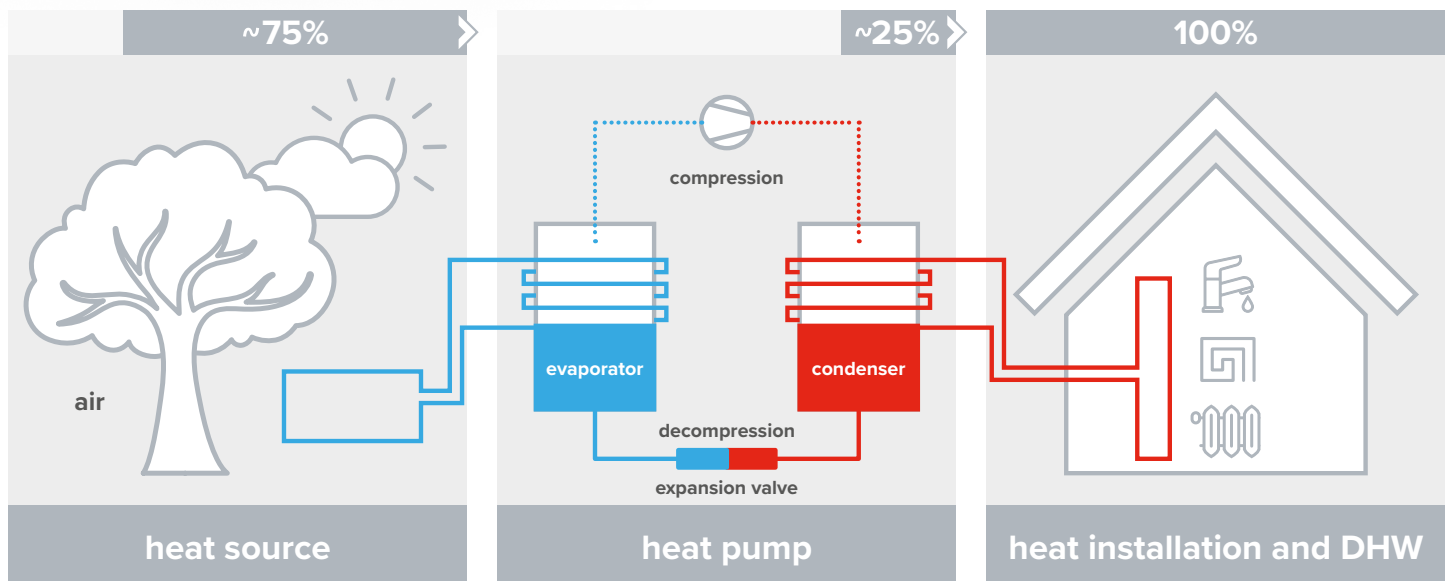 ~75%
~25%
100%
compression
evaporator
condenser
air
decompression
expansion valve
heat source
heat pump
heat installation and DHW